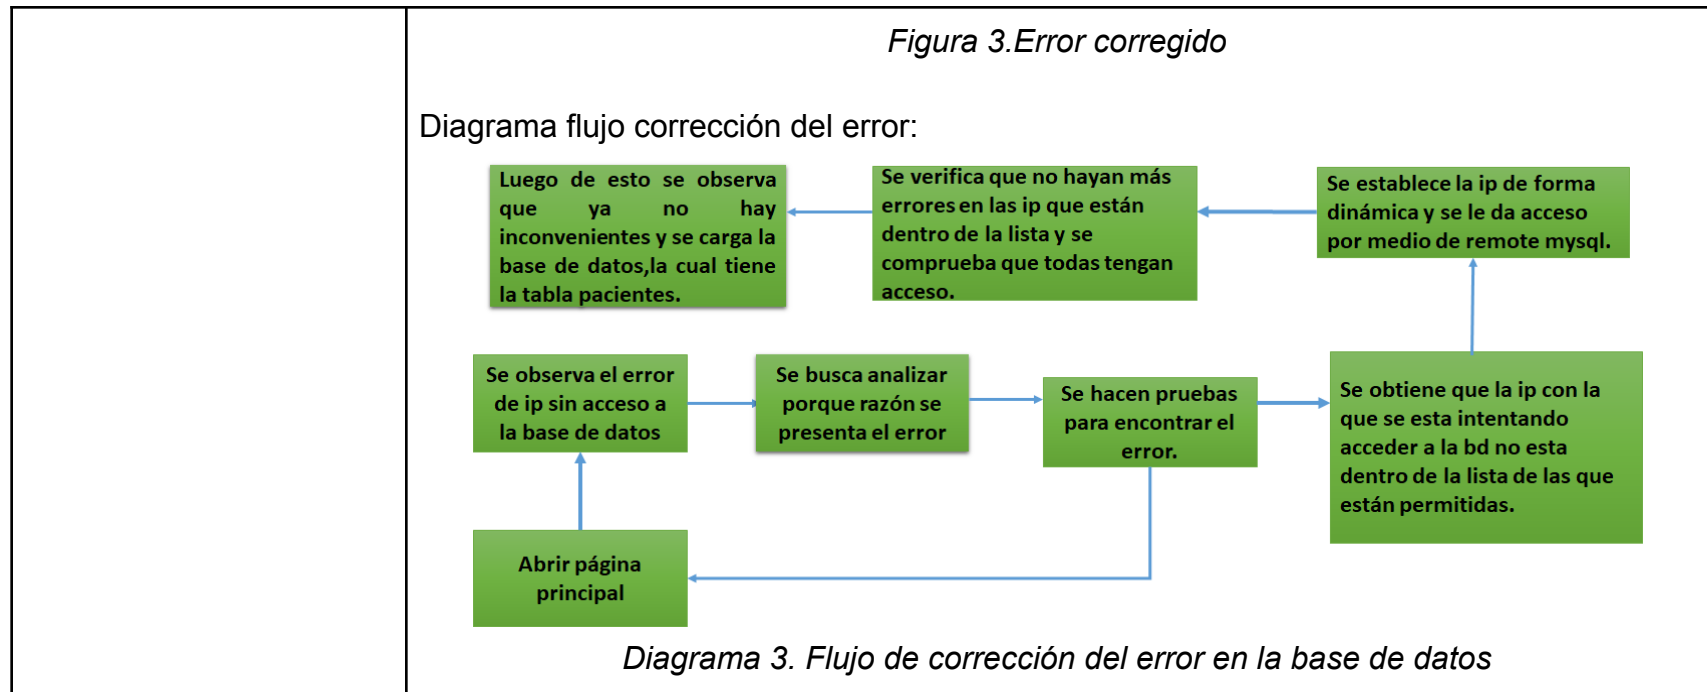 Figura 3.Error corregido
Diagrama flujo corrección del error:
Luego de esto se observa
que ya no hay
inconvenientes y se carga la
base de datos,la cual tiene
la tabla pacientes.
Se verifica que no hayan más
errores en las ip que están
dentro de la lista y se
comprueba que todas tengan
acceso.
Se establece la ip de forma
dinámica y se le da acceso
por medio de remote mysql.
Se observa el error
de ip sin acceso a
la base de datos
Se busca analizar
porque razón se
presenta el error
Se hacen pruebas
para encontrar el
error.
Se obtiene que la ip con la
que se esta intentando
acceder a la bd no esta
dentro de la lista de las que
están permitidas.
Abrir página
principal
Diagrama 3. Flujo de corrección del error en la base de datos